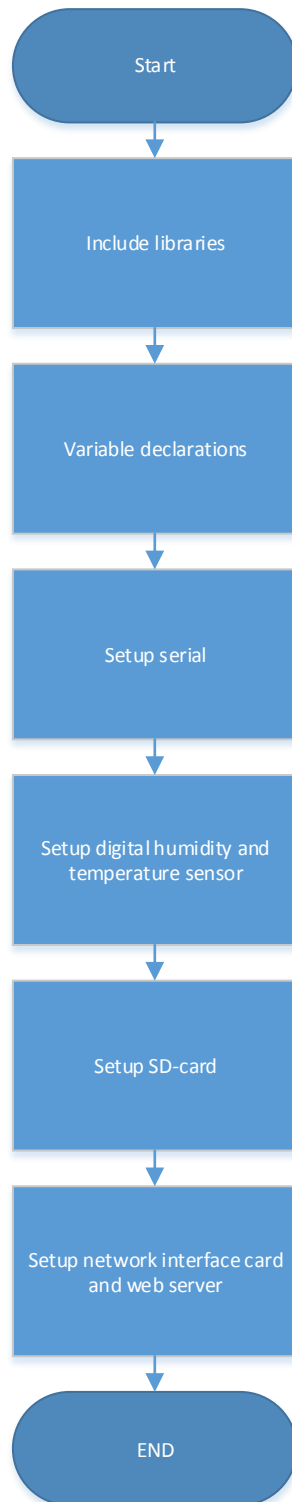 Start
Include libraries
Variable declarations
Setup serial
Setup digital humidity and
temperature sensor
Setup SD-card
Setup network interface card
and web server
END